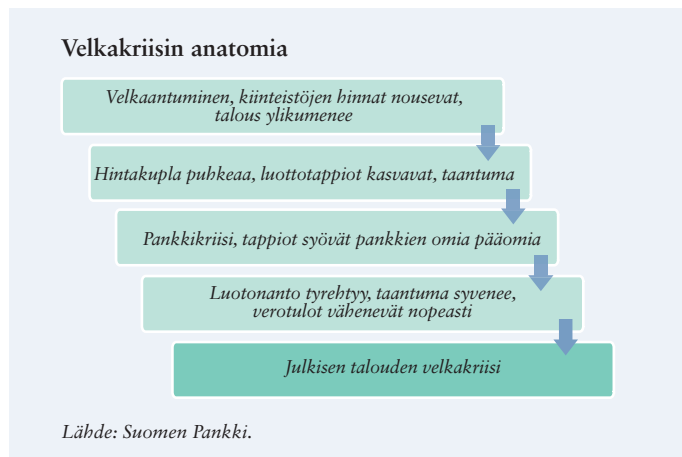 Velkakriisin anatomia
Velkaantuminen, kiinteistöjen hinnat nousevat,
talous ylikumenee
Hintakupla puhkeaa, luottotappiot kasvavat, taantuma
Pankkikriisi, tappiot syövät pankkien omia pääomia
Luotonanto tyrehtyy, taantuma syvenee,
verotulot vähenevät nopeasti
Julkisen talouden velkakriisi
Lähde: Suomen Pankki.